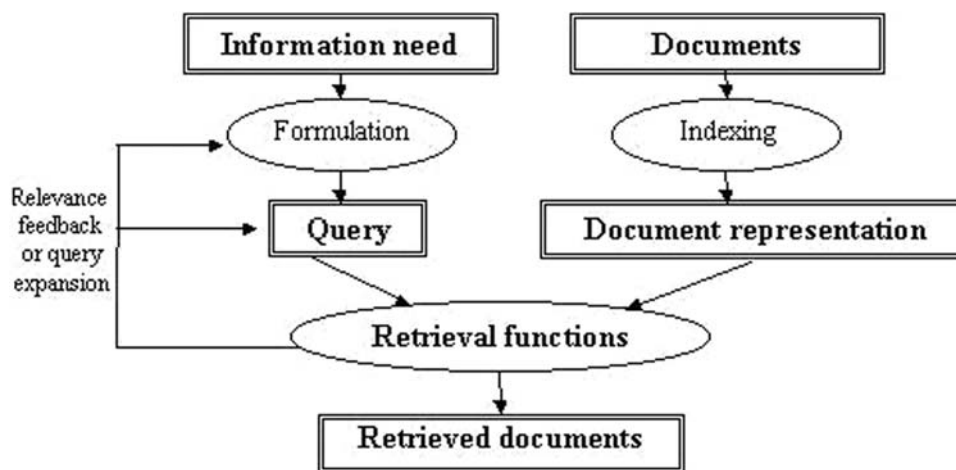 Information need
Documents
Formulation
Indexing
Relevance
feedback
or query
expansion
Query
Document representation
Retrieval functions
Retrieved documents